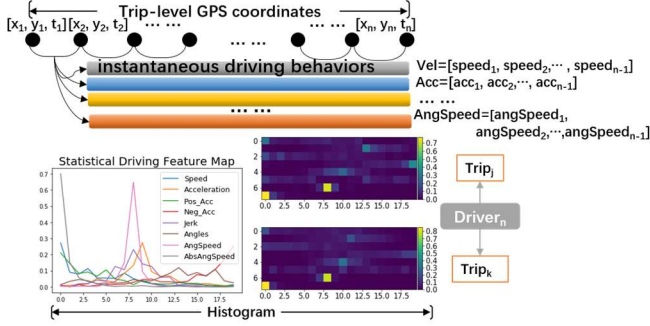 Trip-level GPS coordinates
[x₁, y₁, t₁][x₂, y₂, t₂] ... ... [xₙ, yₙ, tₙ]
... ...
instantaneous driving behaviors
Vel=[speed₁, speed₂,··· , speedₙ₋₁]
Acc=[acc₁, acc₂,··· , accₙ₋₁]
... ...
... ...
AngSpeed=[angSpeed₁,
angSpeed₂,···,angSpeedₙ₋₁]
Statistical Driving Feature Map
0.7
0.6
0.5
0.4
0.3
0.2
0.1
0.0
Speed
Acceleration
Pos_Acc
Neg_Acc
Jerk
Angles
AngSpeed
AbsAngSpeed
0.0 2.5 5.0 7.5 10.0 12.5 15.0 17.5
0
2
4
6
0.0 2.5 5.0 7.5 10.0 12.5 15.0 17.5
0.7
0.6
0.5
0.4
0.3
0.2
0.1
0.0
0
2
4
6
0.0 2.5 5.0 7.5 10.0 12.5 15.0 17.5
0.8
0.6
0.4
0.2
0.0
Tripⱼ
Driverₙ
Tripₖ
Histogram